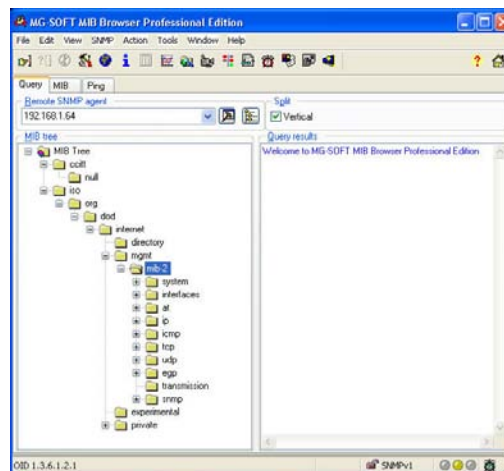 MG-SOFT MIB Browser Professional Edition
File Edit View SNMP Action Tools Window Help
Query MIB Ping
Remote SNMP agent
192.168.1.64
Split
Vertical
MIB tree
MIB Tree
ccitt
null
iso
org
dod
internet
directory
mgmt
mib-2
system
interfaces
at
ip
icmp
tcp
udp
egp
transmission
snmp
experimental
private
Query results
Welcome to MG-SOFT MIB Browser Professional Edition
OID 1.3.6.1.2.1
SNMPv1